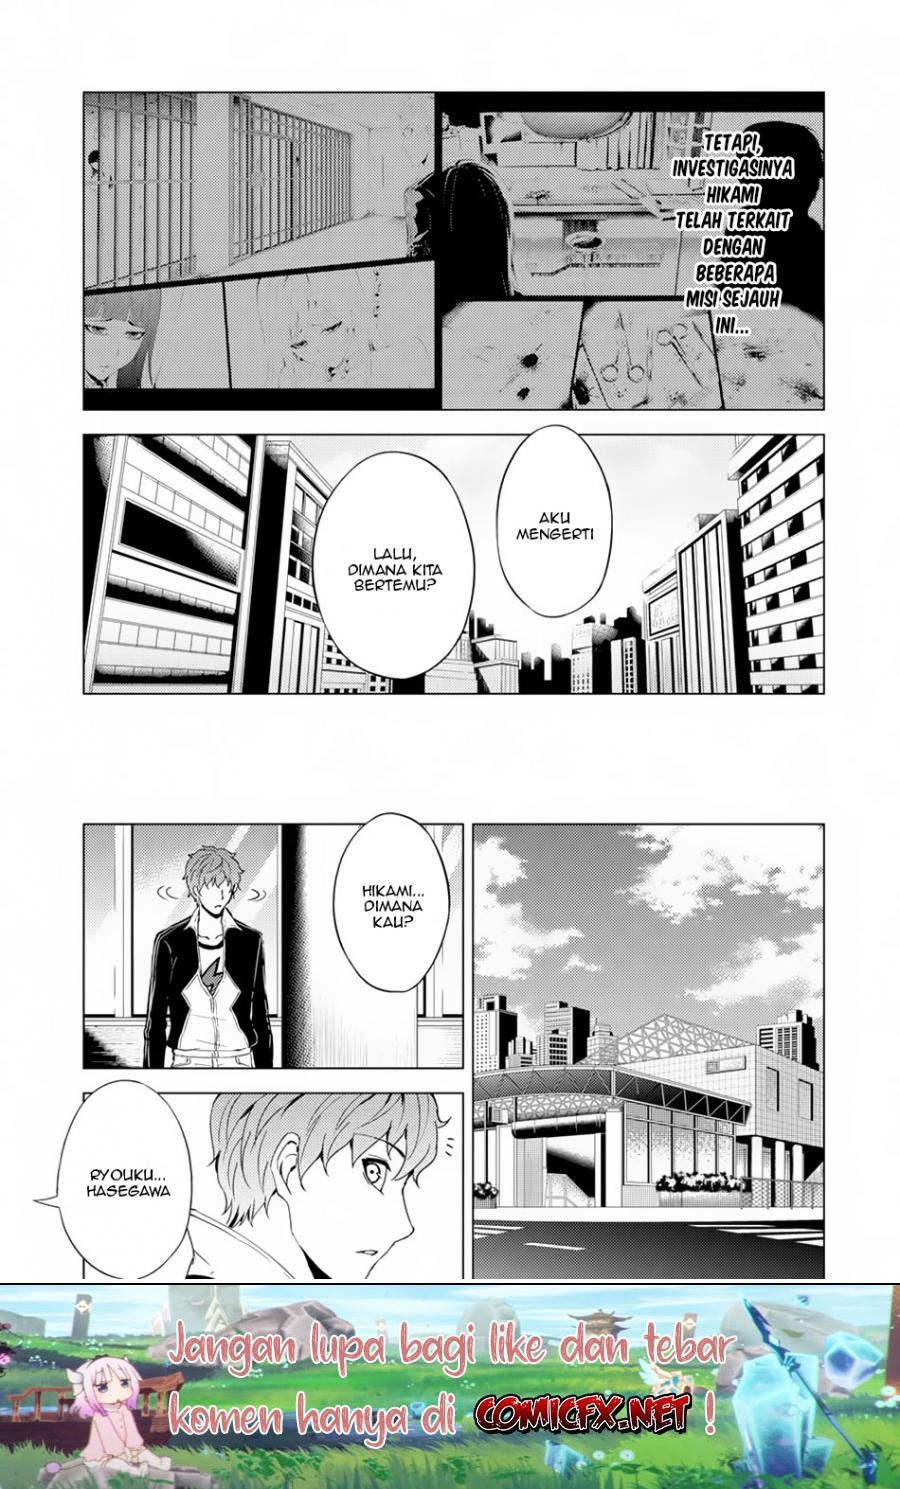 TETAPI,
INVESTIGASINYA
HIKAMI
TELAH TERKAIT
DENGAN
BEBERAPA
MISI SEJAUH
INI...
AKU
MENGERTI
LALU,
DIMANA KITA
BERTEMU?
HIKAMI...
DIMANA
KAU?
RYOUKU...
HASEGAWA
Jangan lupa bagi like dan tebar
komen hanya di COMICFX.NET !